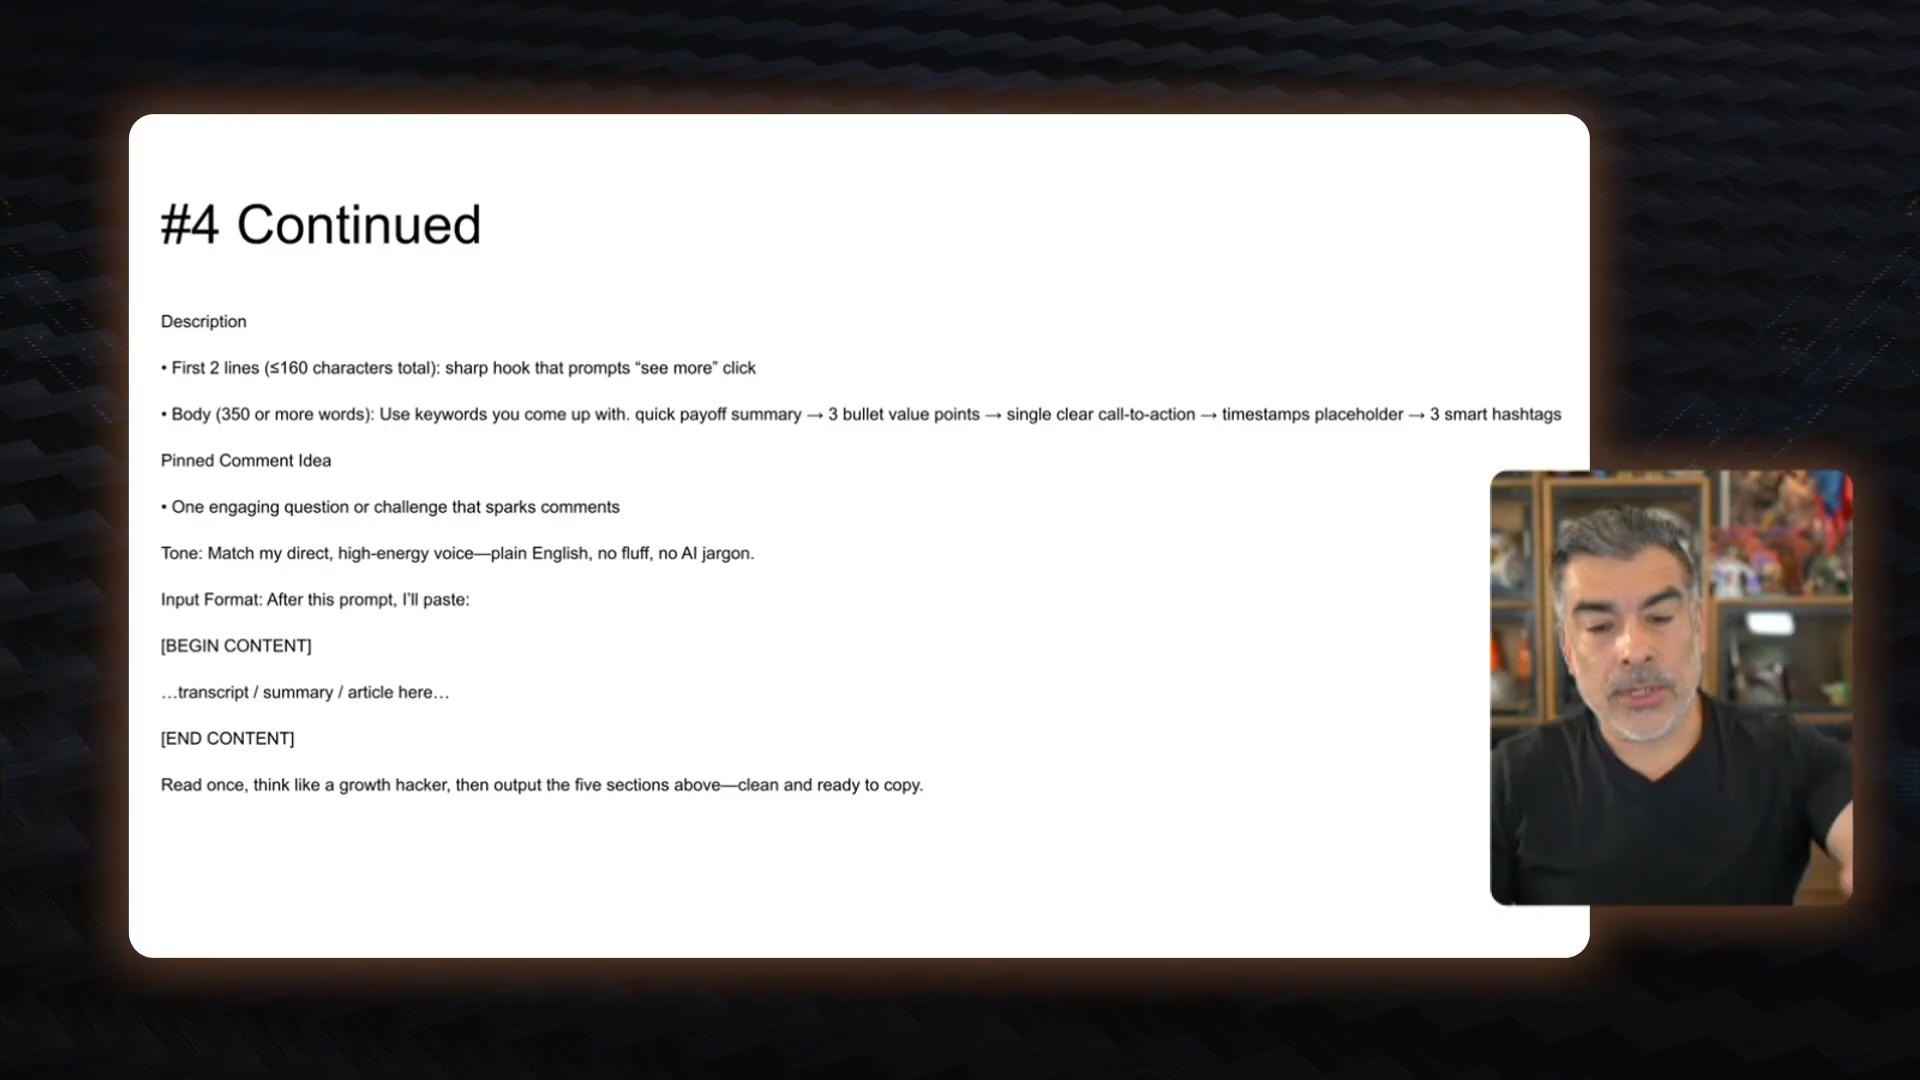 #4 Continued
Description
• First 2 lines (≤160 characters total): sharp hook that prompts “see more” click
• Body (350 or more words): Use keywords you come up with. quick payoff summary → 3 bullet value points → single clear call-to-action → timestamps placeholder → 3 smart hashtags
Pinned Comment Idea
• One engaging question or challenge that sparks comments
Tone: Match my direct, high-energy voice—plain English, no fluff, no AI jargon.
Input Format: After this prompt, I’ll paste:
[BEGIN CONTENT]
…transcript / summary / article here…
[END CONTENT]
Read once, think like a growth hacker, then output the five sections above—clean and ready to copy.